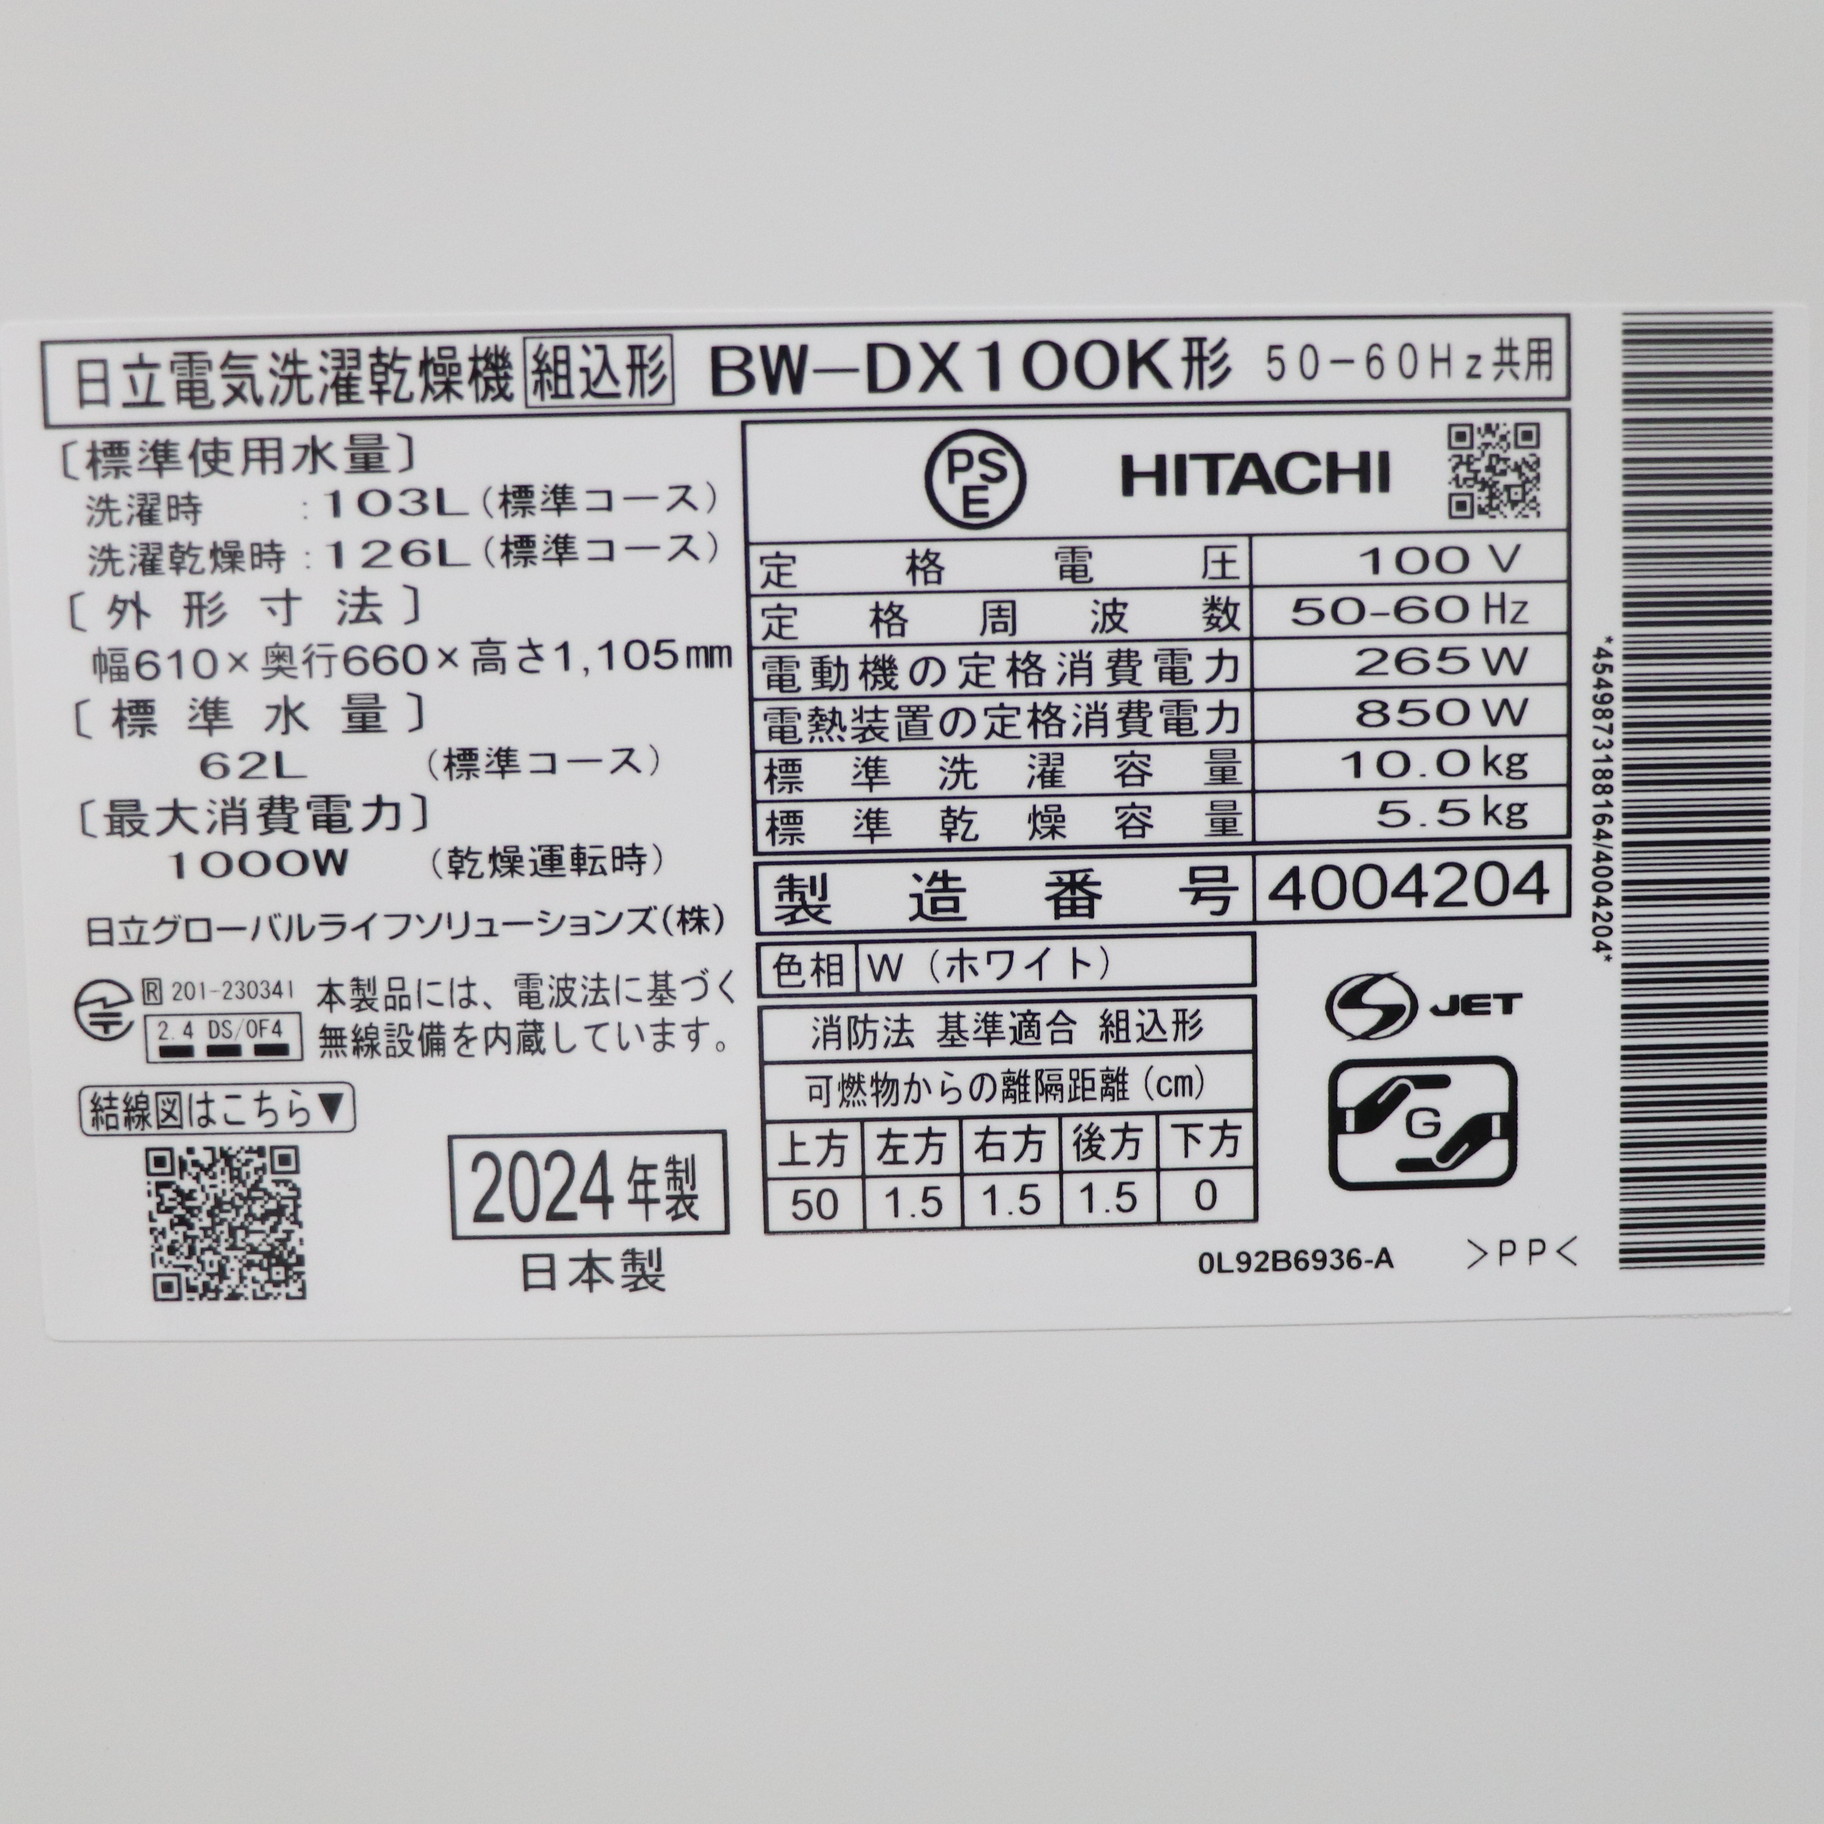 日立電気洗濯乾燥機 組込形 BW-DX100K形 50-60Hz共用
〔標準使用水量〕
洗濯時 : 103L(標準コース)
洗濯乾燥時 : 126L(標準コース)
〔外形寸法〕
幅610×奥行660×高さ1,105mm
〔標準水量〕
62L (標準コース)
〔最大消費電力〕
1000W (乾燥運転時)
日立グローバルライフソリューションズ(株)
R 201-230341
2.4 DS/OF4
本製品には、電波法に基づく
無線設備を内蔵しています。
結線図はこちら▼
2024年製
日本製
PSE HITACHI
定格電圧 100V
定格周波数 50-60Hz
電動機の定格消費電力 265W
電熱装置の定格消費電力 850W
標準洗濯容量 10.0kg
標準乾燥容量 5.5kg
製造番号 4004204
色相 W(ホワイト)
消防法 基準適合 組込形
可燃物からの離隔距離(cm)
上方 左方 右方 後方 下方
50 1.5 1.5 1.5 0
S JET
G
0L92B6936-A >PP<
*4549873188164/4004204*